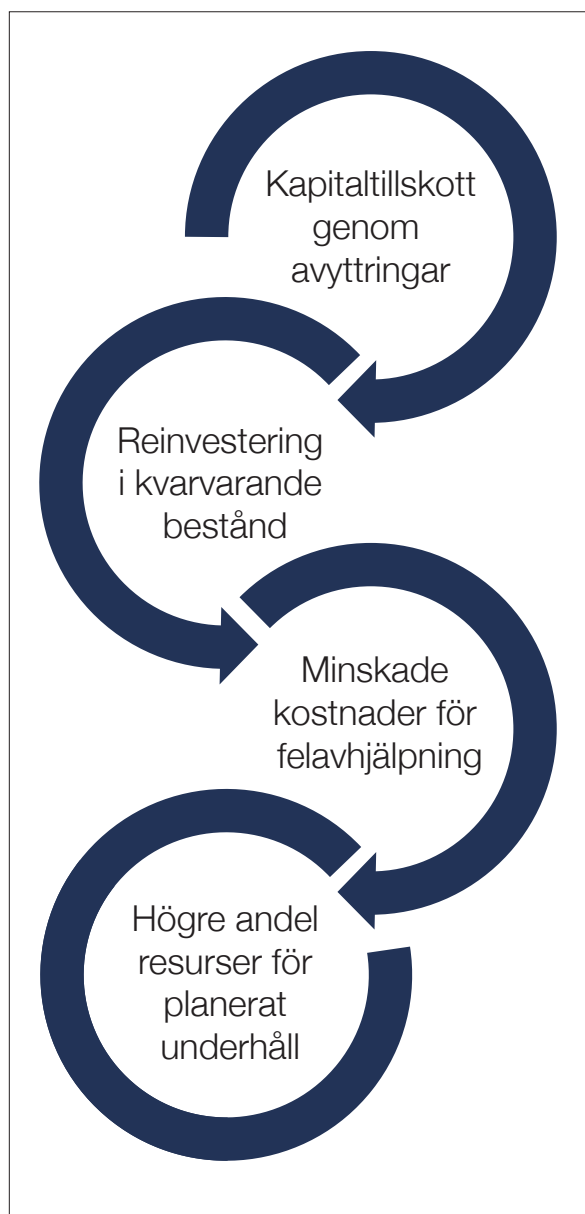 Kapitaltillskott
genom
avyttringar
Reinvestering
i kvarvarande
bestånd
Minskade
kostnader för
felavhjälpning
Högre andel
resurser för
planerat
underhåll